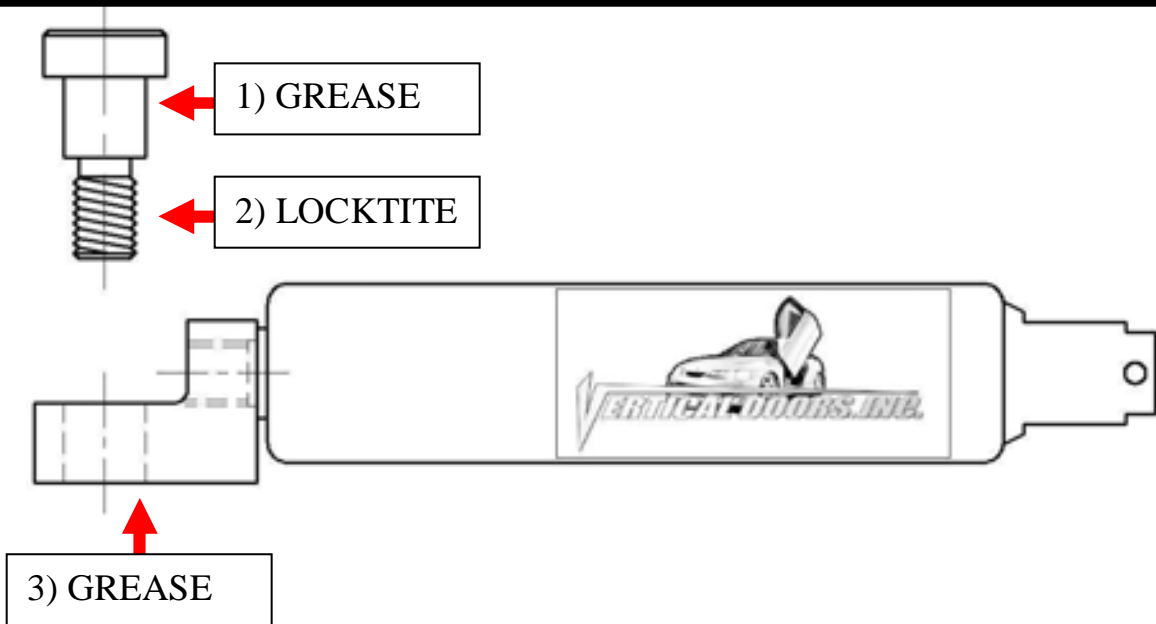 1) GREASE
2) LOCKTITE
VERTICAL DOORS, INC.
3) GREASE